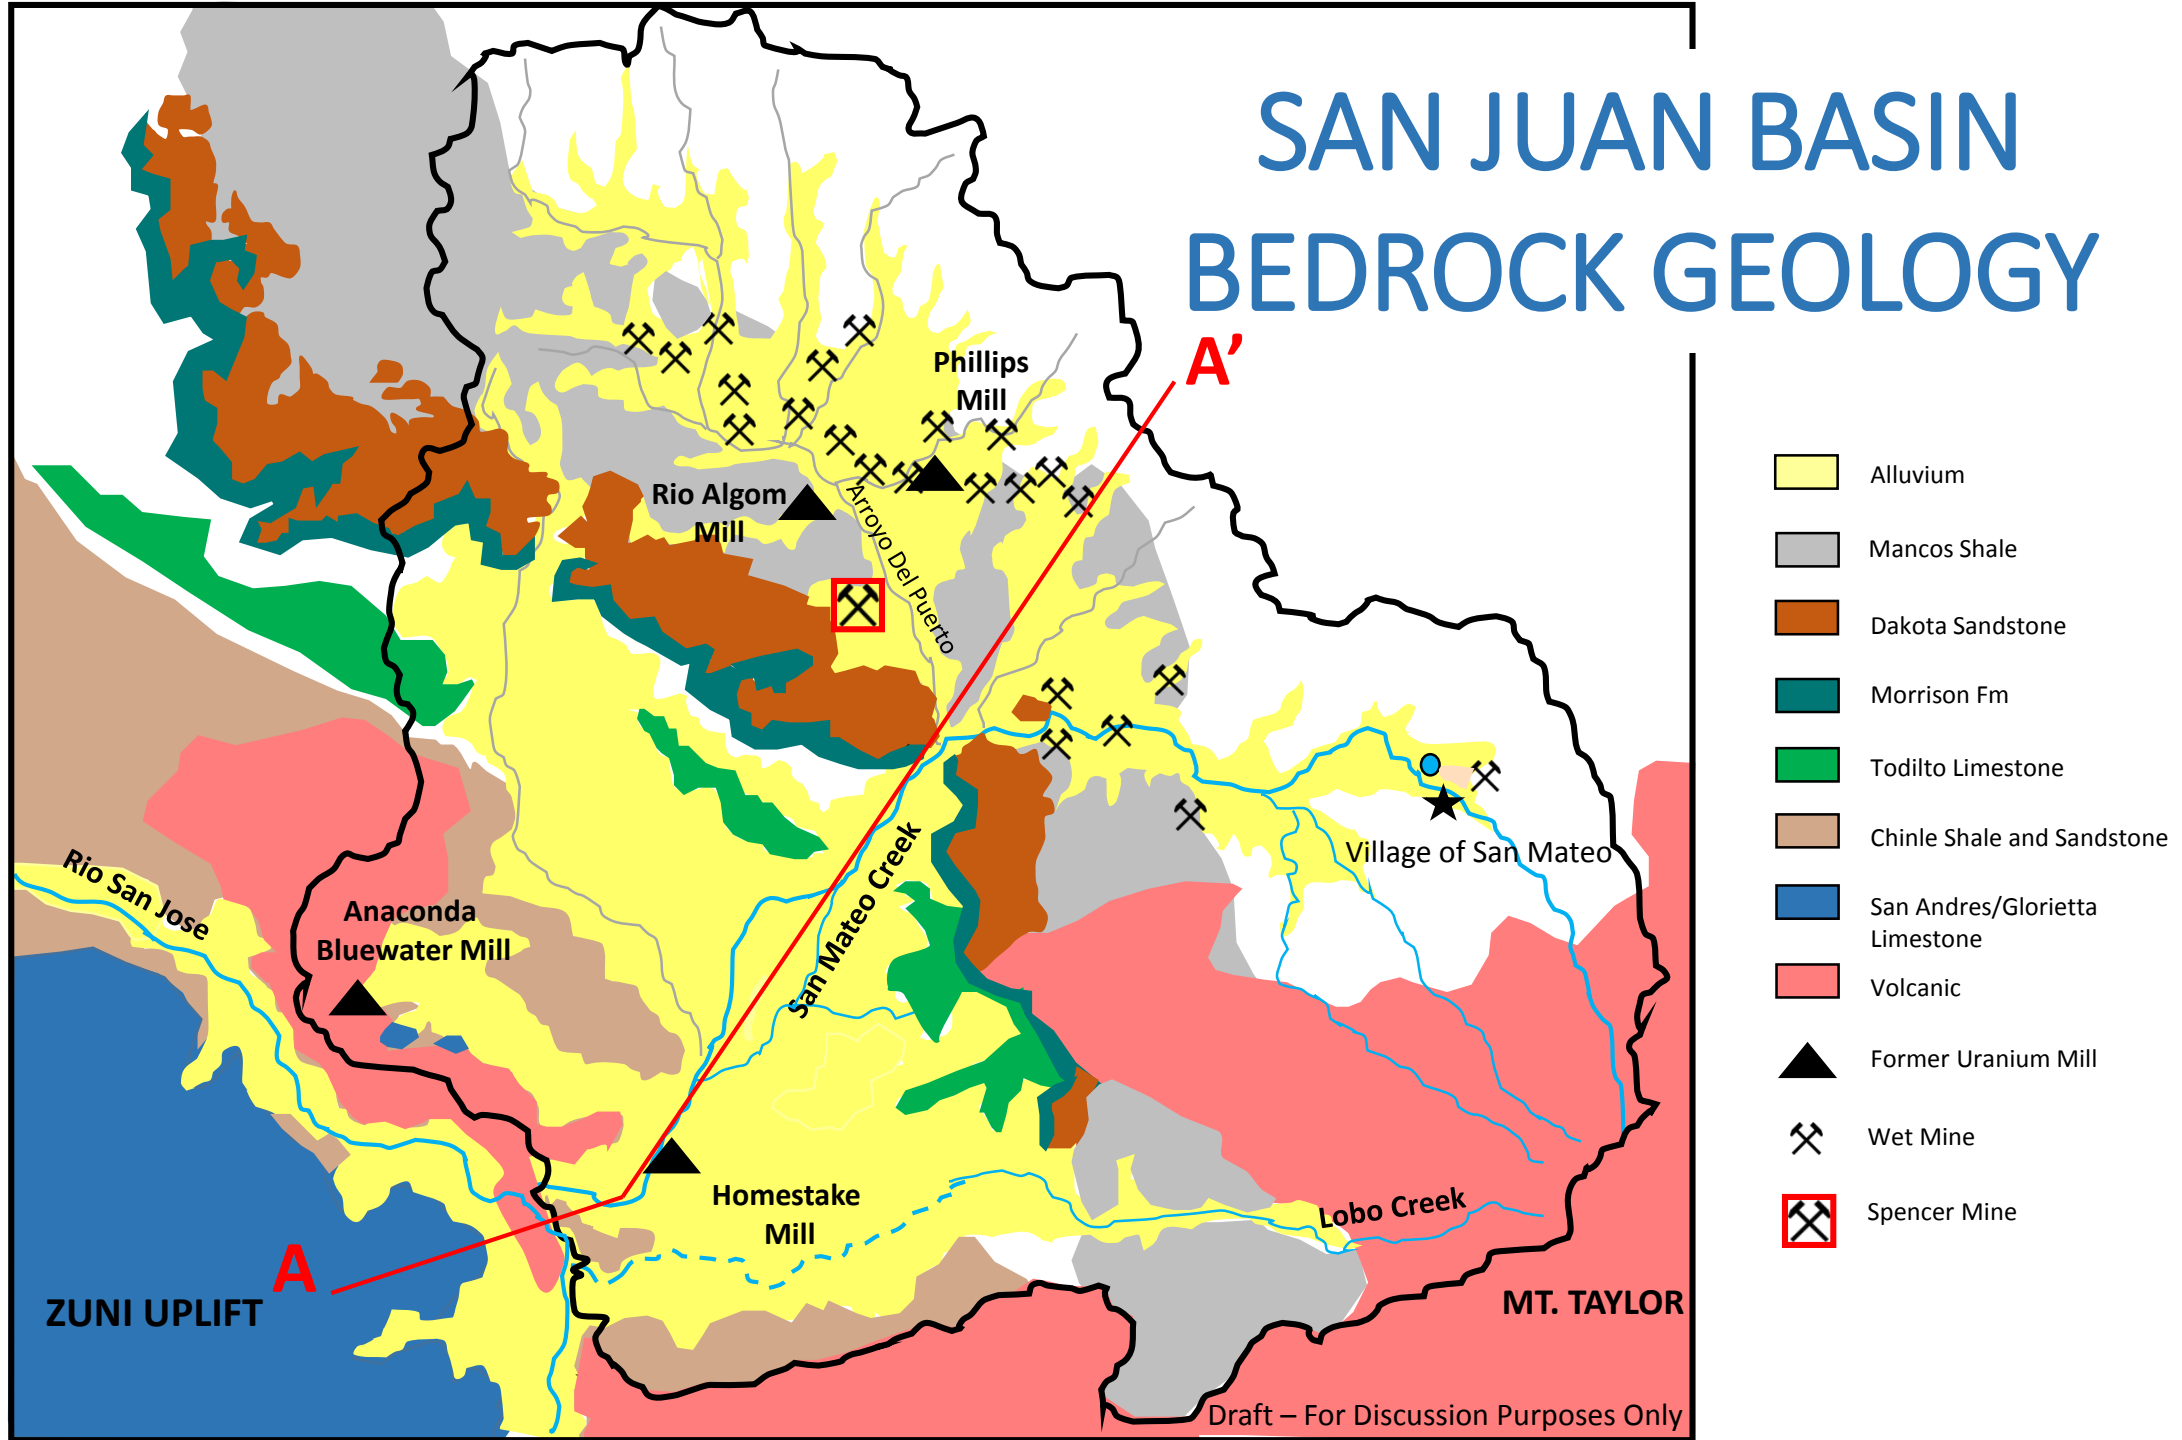 SAN JUAN BASIN
BEDROCK GEOLOGY
A’
Phillips
Mill
Rio Algom
Mill
Arroyo Del Puerto
Village of San Mateo
Rio San Jose
Anaconda
Bluewater Mill
San Mateo Creek
Homestake
Mill
Lobo Creek
A
ZUNI UPLIFT
MT. TAYLOR
Draft – For Discussion Purposes Only
Alluvium
Mancos Shale
Dakota Sandstone
Morrison Fm
Todilto Limestone
Chinle Shale and Sandstone
San Andres/Glorietta
Limestone
Volcanic
Former Uranium Mill
Wet Mine
Spencer Mine